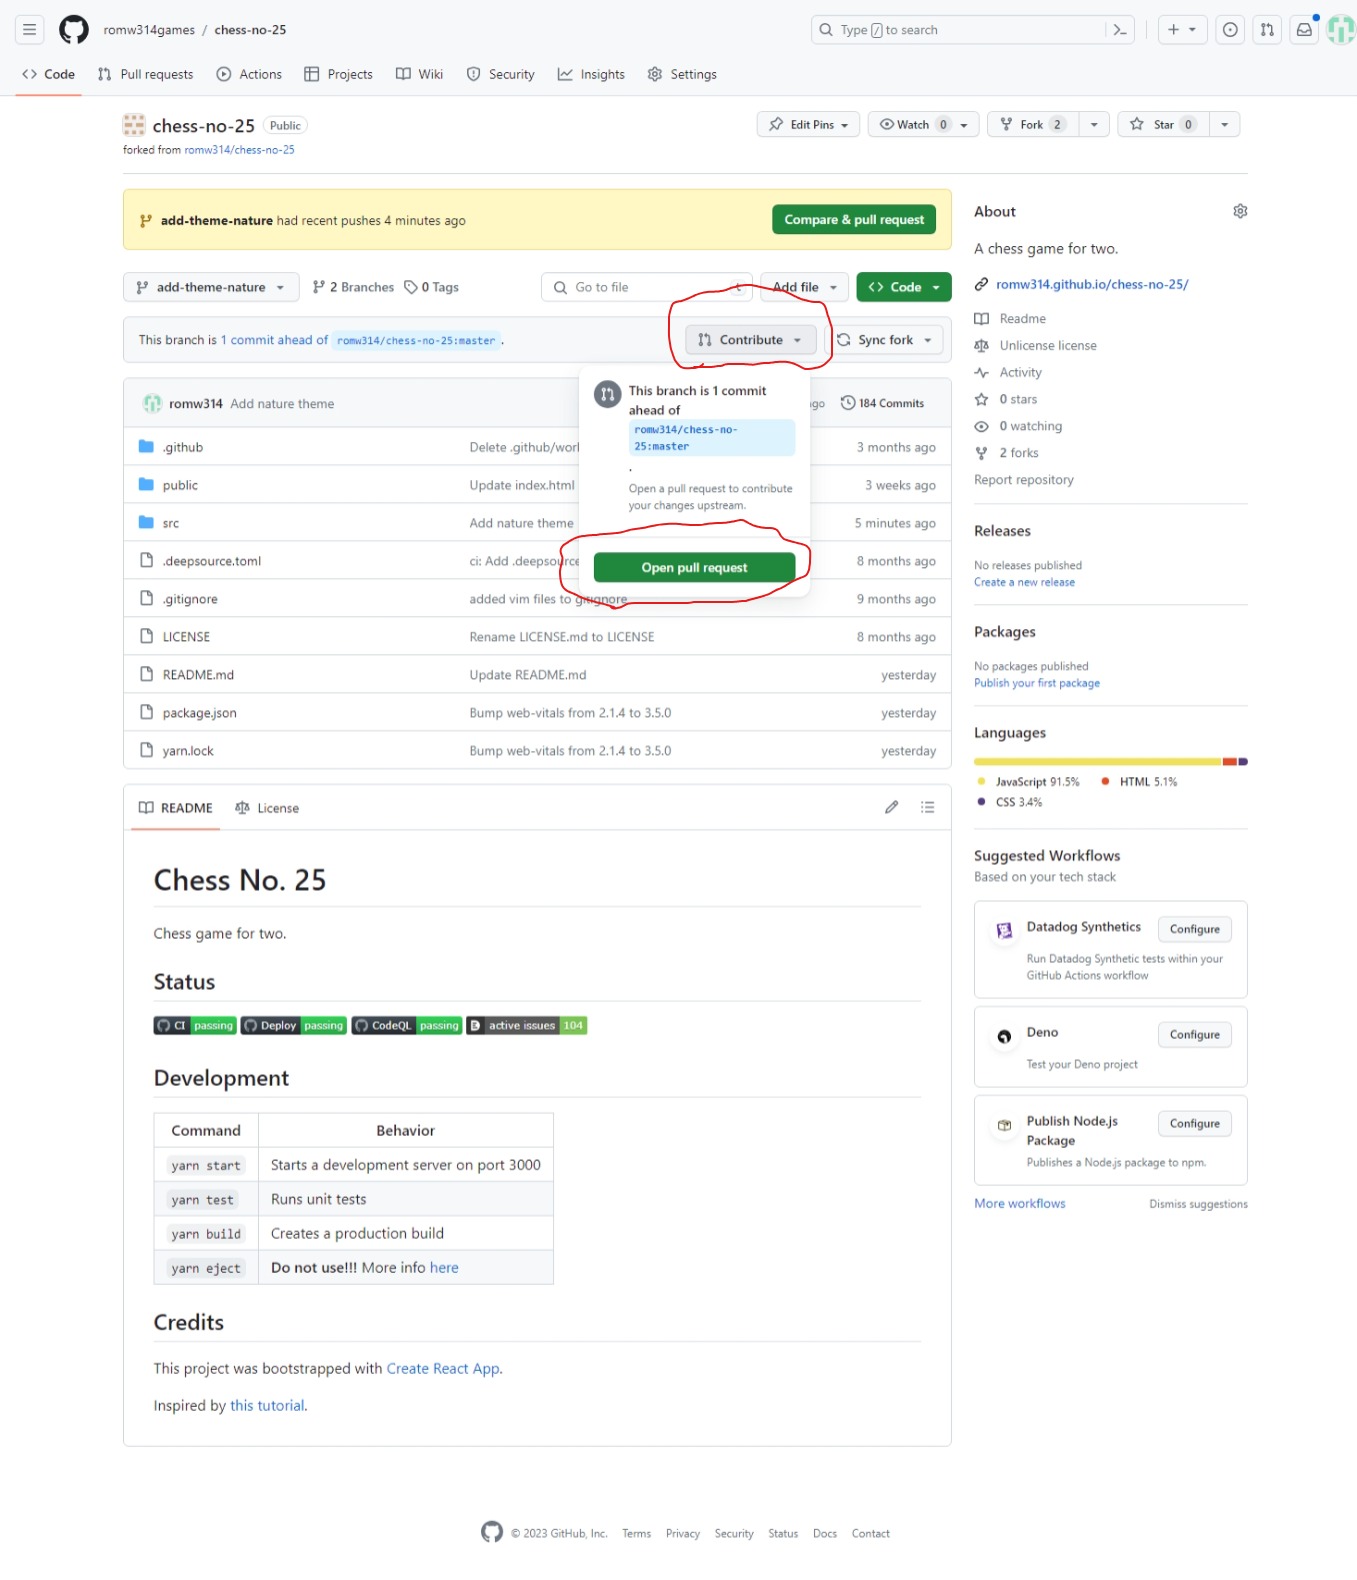 romw314games / chess-no-25
Type / to search
Code
Pull requests
Actions
Projects
Wiki
Security
Insights
Settings
chess-no-25 Public
Edit Pins
Watch 0
Fork 2
Star 0
forked from romw314/chess-no-25
add-theme-nature had recent pushes 4 minutes ago
Compare & pull request
add-theme-nature
2 Branches
0 Tags
Go to file
t
Add file
Code
This branch is 1 commit ahead of romw314/chess-no-25:master .
Contribute
Sync fork
This branch is 1 commit
ahead of
romw314/chess-no-
25:master
.
Open a pull request to contribute
your changes upstream.
Open pull request
romw314 Add nature theme
ago
184 Commits
.github Delete .github/wor 3 months ago
public Update index.html 3 weeks ago
src Add nature theme 5 minutes ago
.deepsource.toml ci: Add .deepsource 8 months ago
.gitignore added vim files to gitignore 9 months ago
LICENSE Rename LICENSE.md to LICENSE 8 months ago
README.md Update README.md yesterday
package.json Bump web-vitals from 2.1.4 to 3.5.0 yesterday
yarn.lock Bump web-vitals from 2.1.4 to 3.5.0 yesterday
README
License
Chess No. 25
Chess game for two.
Status
CI passing Deploy passing CodeQL passing active issues 104
Development
Command Behavior
yarn start Starts a development server on port 3000
yarn test Runs unit tests
yarn build Creates a production build
yarn eject Do not use!!! More info here
Credits
This project was bootstrapped with Create React App.
Inspired by this tutorial.
About
A chess game for two.
romw314.github.io/chess-no-25/
Readme
Unlicense license
Activity
0 stars
0 watching
2 forks
Report repository
Releases
No releases published
Create a new release
Packages
No packages published
Publish your first package
Languages
JavaScript 91.5% HTML 5.1%
CSS 3.4%
Suggested Workflows
Based on your tech stack
Datadog Synthetics
Configure
Run Datadog Synthetic tests within your
GitHub Actions workflow
Deno
Configure
Test your Deno project
Publish Node.js
Package
Configure
Publishes a Node.js package to npm.
More workflows
Dismiss suggestions
© 2023 GitHub, Inc. Terms Privacy Security Status Docs Contact